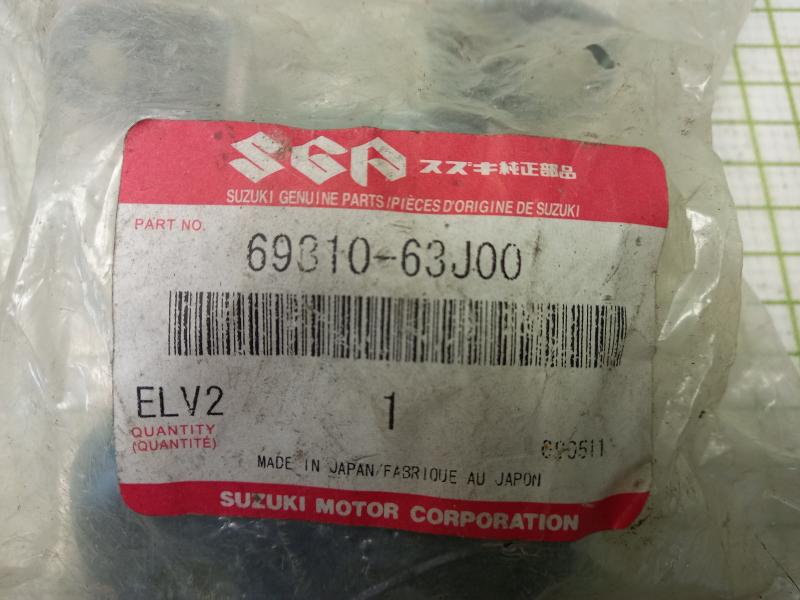 SGP スズキ純正部品
SUZUKI GENUINE PARTS/PIÈCES D'ORIGINE DE SUZUKI
PART NO.
69310-63J00
ELV2
1
QUANTITY
(QUANTITÉ)
MADE IN JAPAN/FABRIQUE AU JAPON
SUZUKI MOTOR CORPORATION